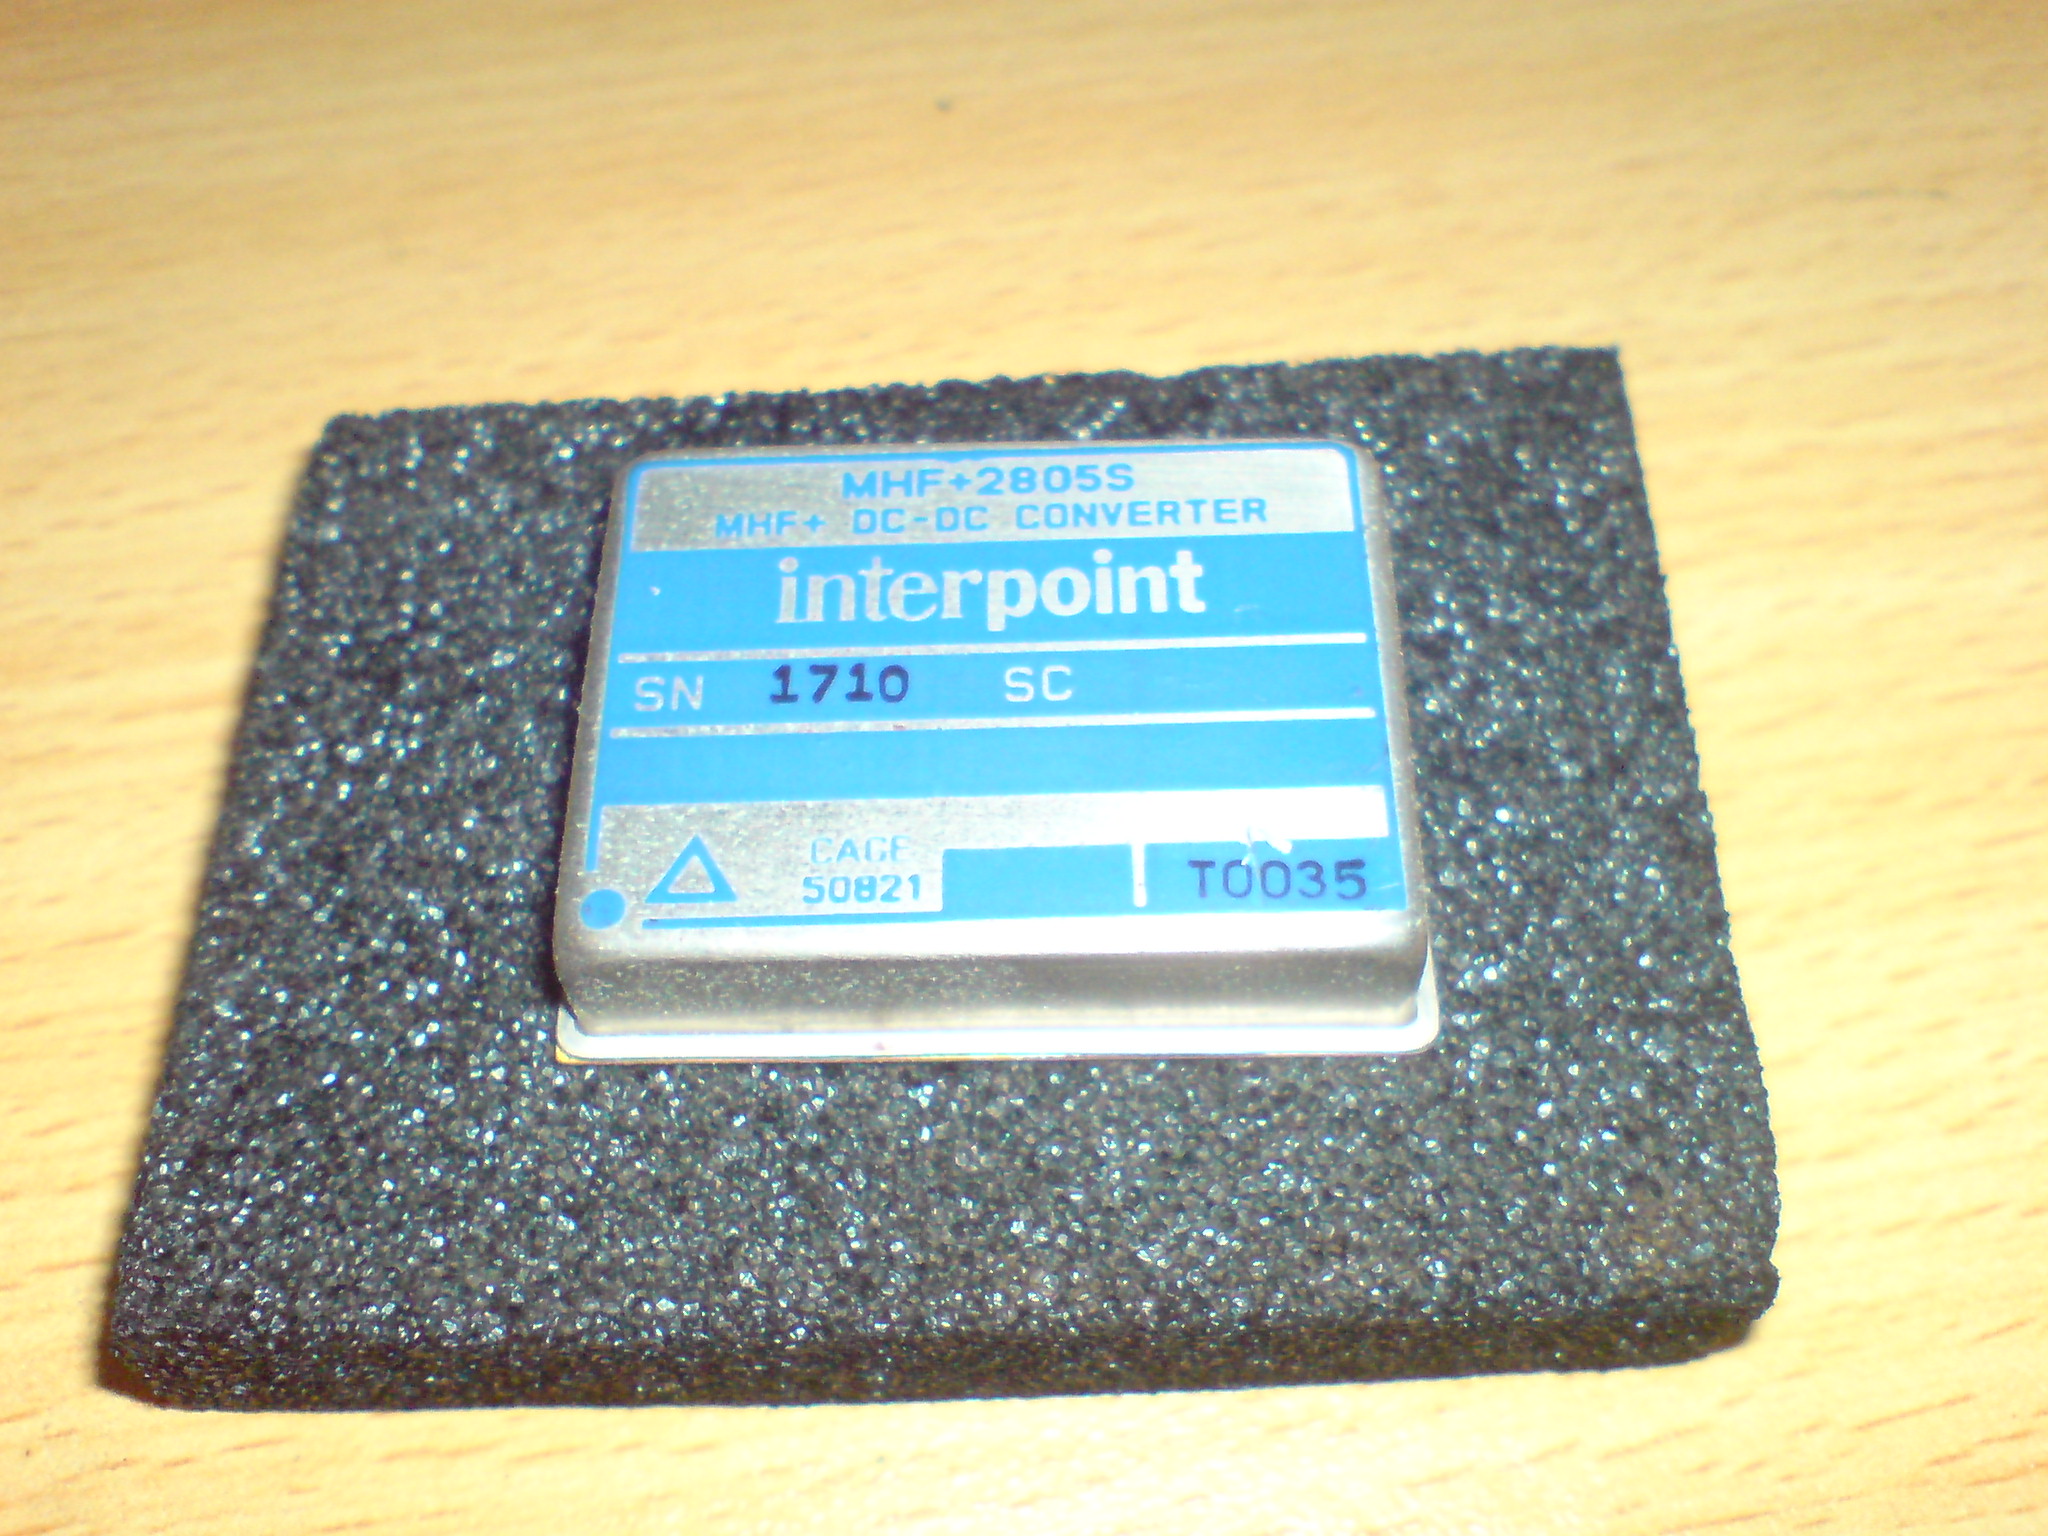 MHF+2805S
MHF+ DC-DC CONVERTER
interpoint
SN 1710 SC
CAGE
50821
T0035